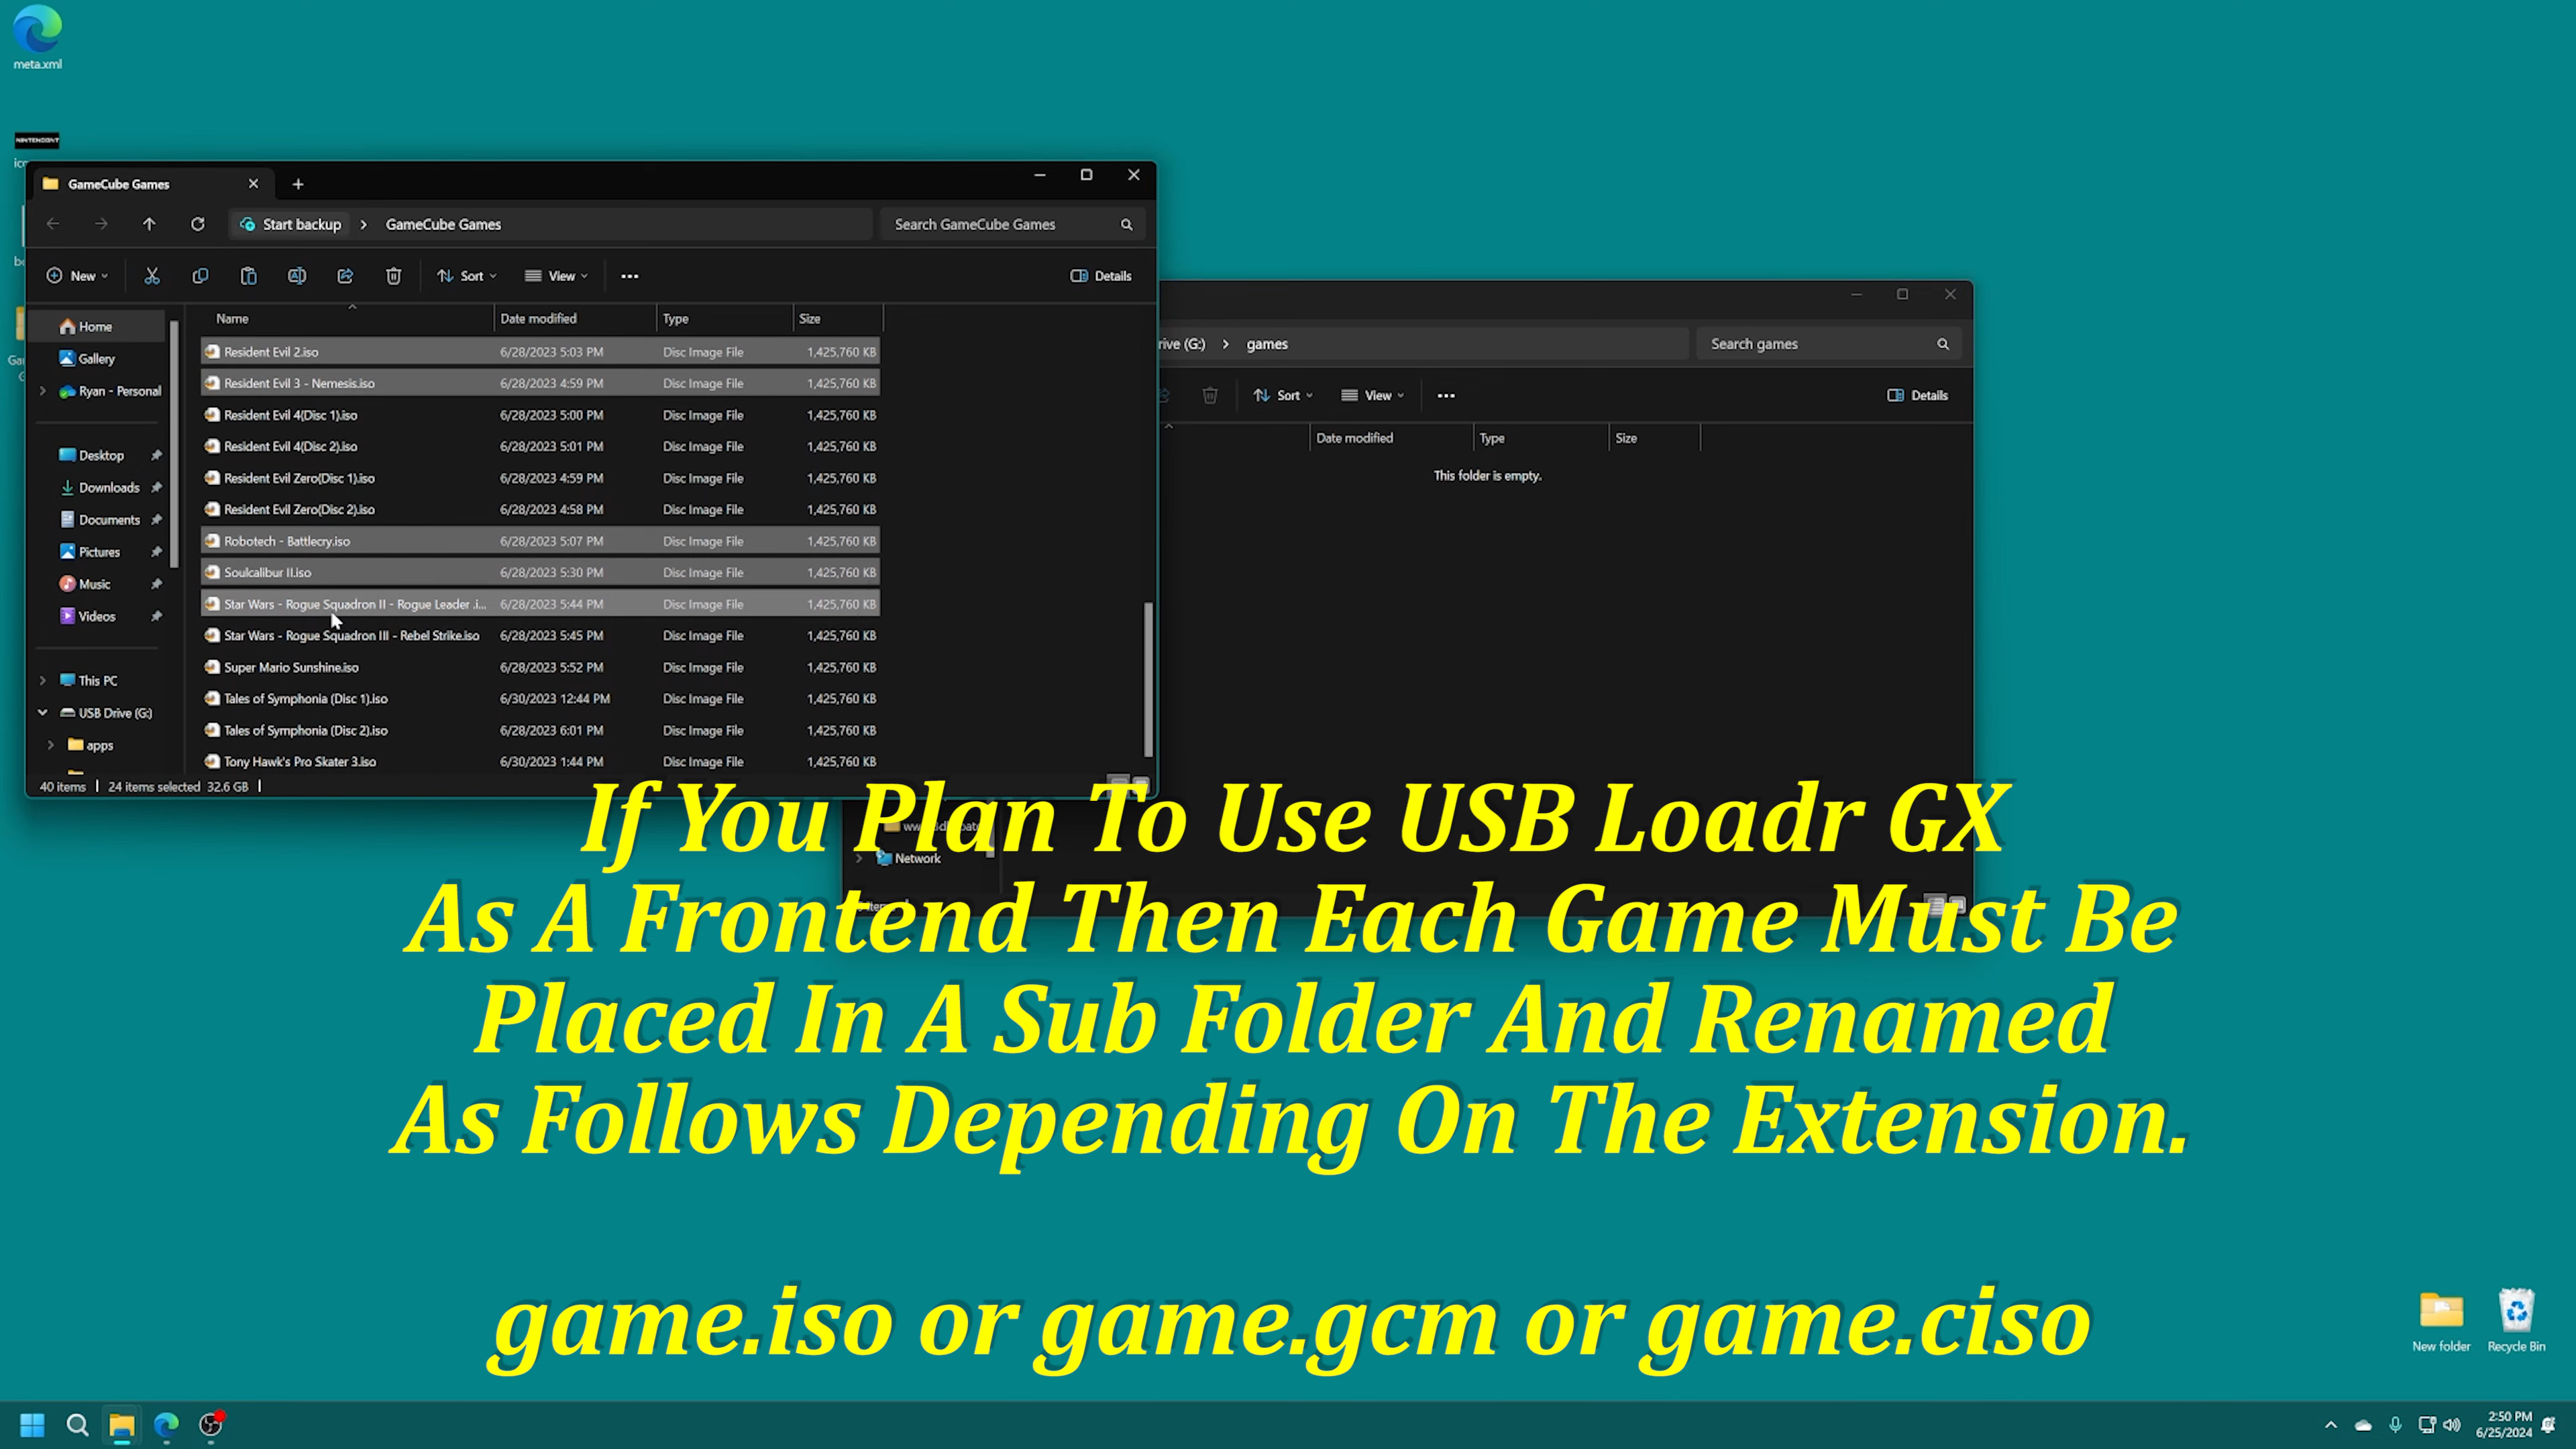 meta.xml
NINTENDONT
GameCube Games
Start backup > GameCube Games
Search GameCube Games
New
Sort
View
Details
Name Date modified Type Size
Home
Gallery
Ryan - Personal
Desktop
Downloads
Documents
Pictures
Music
Videos
This PC
USB Drive (G:)
apps
Resident Evil 2.iso 6/28/2023 5:03 PM Disc Image File 1,425,760 KB
Resident Evil 3 - Nemesis.iso 6/28/2023 4:59 PM Disc Image File 1,425,760 KB
Resident Evil 4(Disc 1).iso 6/28/2023 5:00 PM Disc Image File 1,425,760 KB
Resident Evil 4(Disc 2).iso 6/28/2023 5:01 PM Disc Image File 1,425,760 KB
Resident Evil Zero(Disc 1).iso 6/28/2023 4:59 PM Disc Image File 1,425,760 KB
Resident Evil Zero(Disc 2).iso 6/28/2023 4:58 PM Disc Image File 1,425,760 KB
Robotech - Battlecry.iso 6/28/2023 5:07 PM Disc Image File 1,425,760 KB
Soulcalibur II.iso 6/28/2023 5:30 PM Disc Image File 1,425,760 KB
Star Wars - Rogue Squadron II - Rogue Leader .i... 6/28/2023 5:44 PM Disc Image File 1,425,760 KB
Star Wars - Rogue Squadron III - Rebel Strike.iso 6/28/2023 5:45 PM Disc Image File 1,425,760 KB
Super Mario Sunshine.iso 6/28/2023 5:52 PM Disc Image File 1,425,760 KB
Tales of Symphonia (Disc 1).iso 6/30/2023 12:44 PM Disc Image File 1,425,760 KB
Tales of Symphonia (Disc 2).iso 6/28/2023 6:01 PM Disc Image File 1,425,760 KB
Tony Hawk's Pro Skater 3.iso 6/30/2023 1:44 PM Disc Image File 1,425,760 KB
40 items 24 items selected 32.6 GB
rive (G:) > games
Search games
Sort
View
Details
Date modified Type Size
This folder is empty.
Network
If You Plan To Use USB Loadr GX
As A Frontend Then Each Game Must Be
Placed In A Sub Folder And Renamed
As Follows Depending On The Extension.
game.iso or game.gcm or game.ciso
New folder
Recycle Bin
2:50 PM
6/25/2024